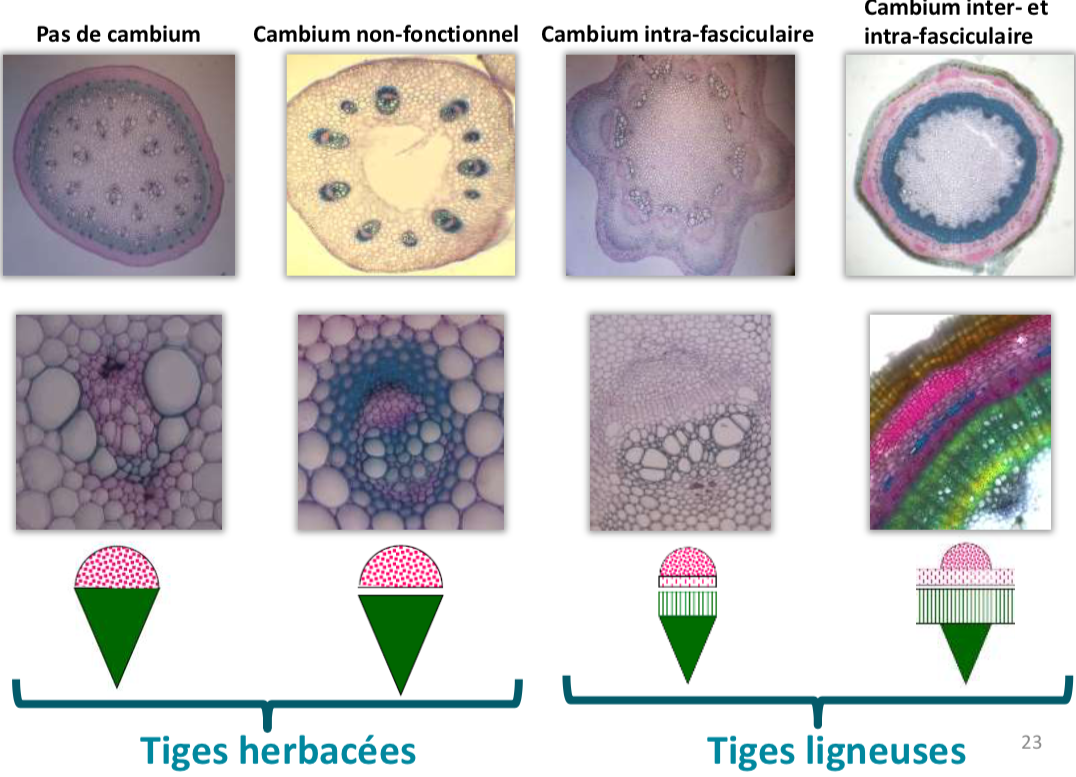 Pas de cambium
Cambium non-fonctionnel
Cambium intra-fasciculaire
Cambium inter- et
intra-fasciculaire
Tiges herbacées
Tiges ligneuses
23